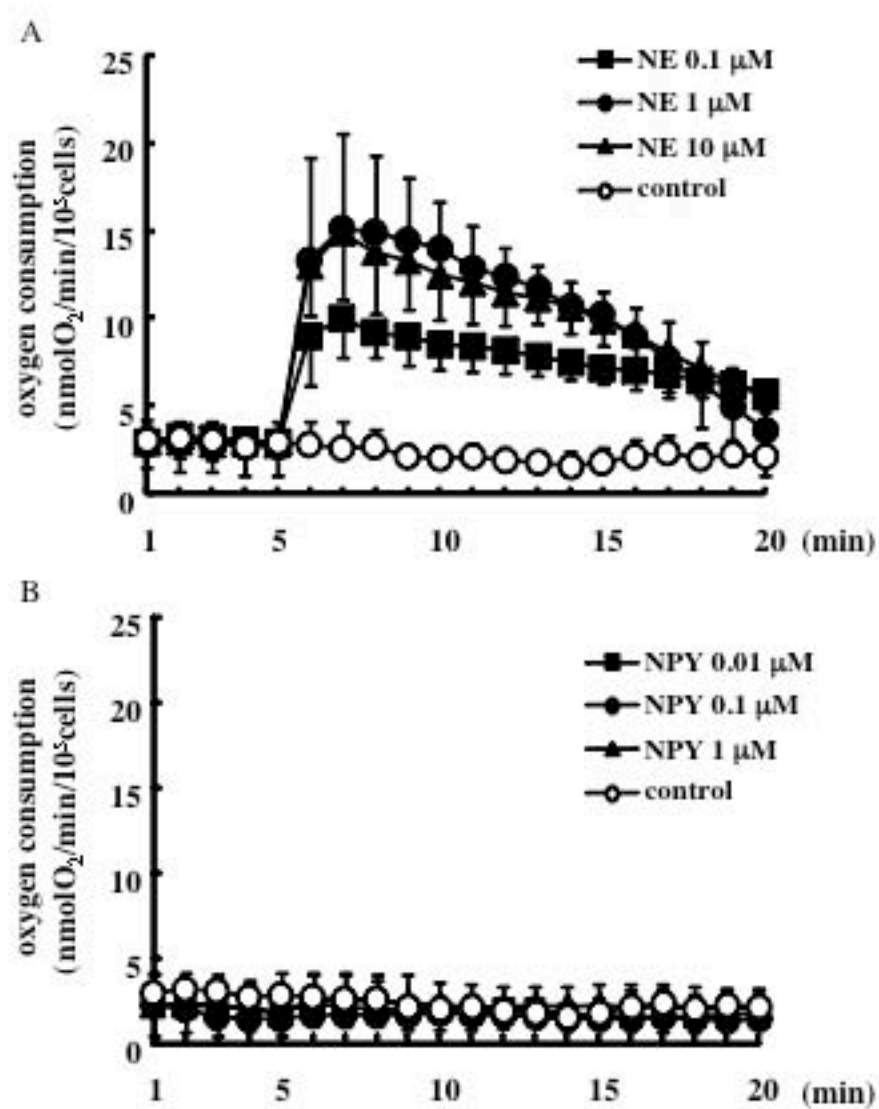 A
25
20
15
10
5
0
oxygen consumption
(nmolO₂/min/10⁵cells)
NE 0.1 μM
NE 1 μM
NE 10 μM
control
1 5 10 15 20 (min)
B
25
20
15
10
5
0
oxygen consumption
(nmolO₂/min/10⁵cells)
NPY 0.01 μM
NPY 0.1 μM
NPY 1 μM
control
1 5 10 15 20 (min)